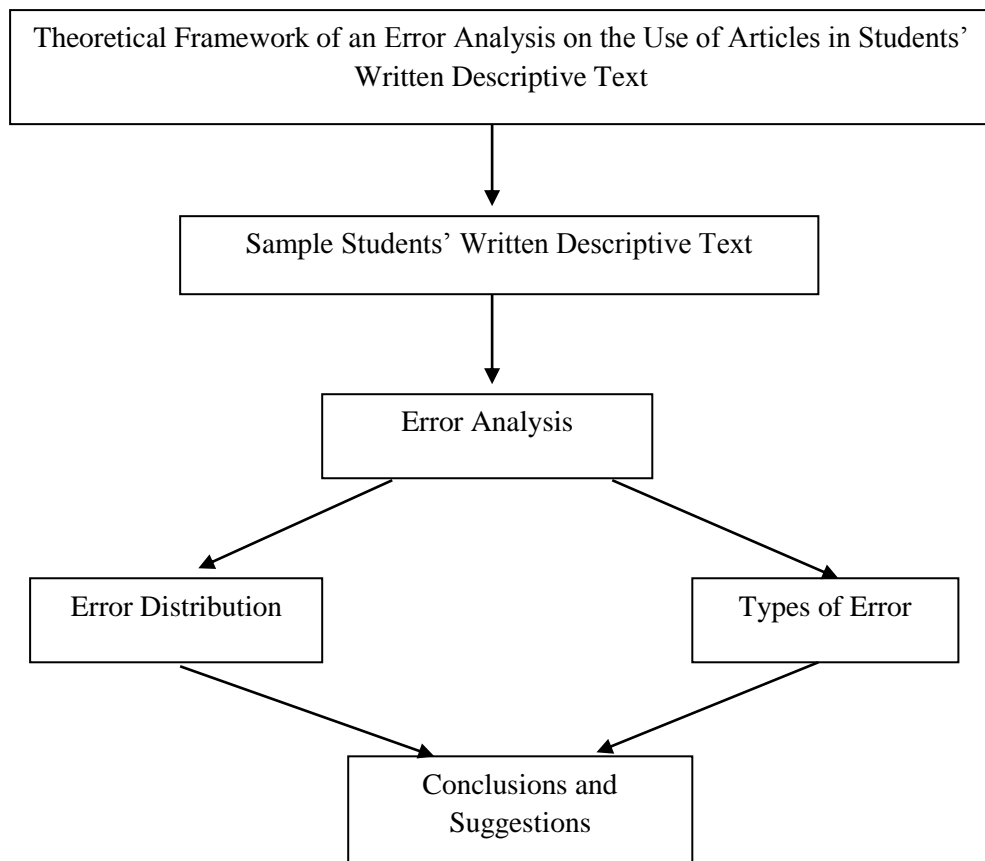 Theoretical Framework of an Error Analysis on the Use of Articles in Students’
Written Descriptive Text
Sample Students’ Written Descriptive Text
Error Analysis
Error Distribution
Types of Error
Conclusions and
Suggestions